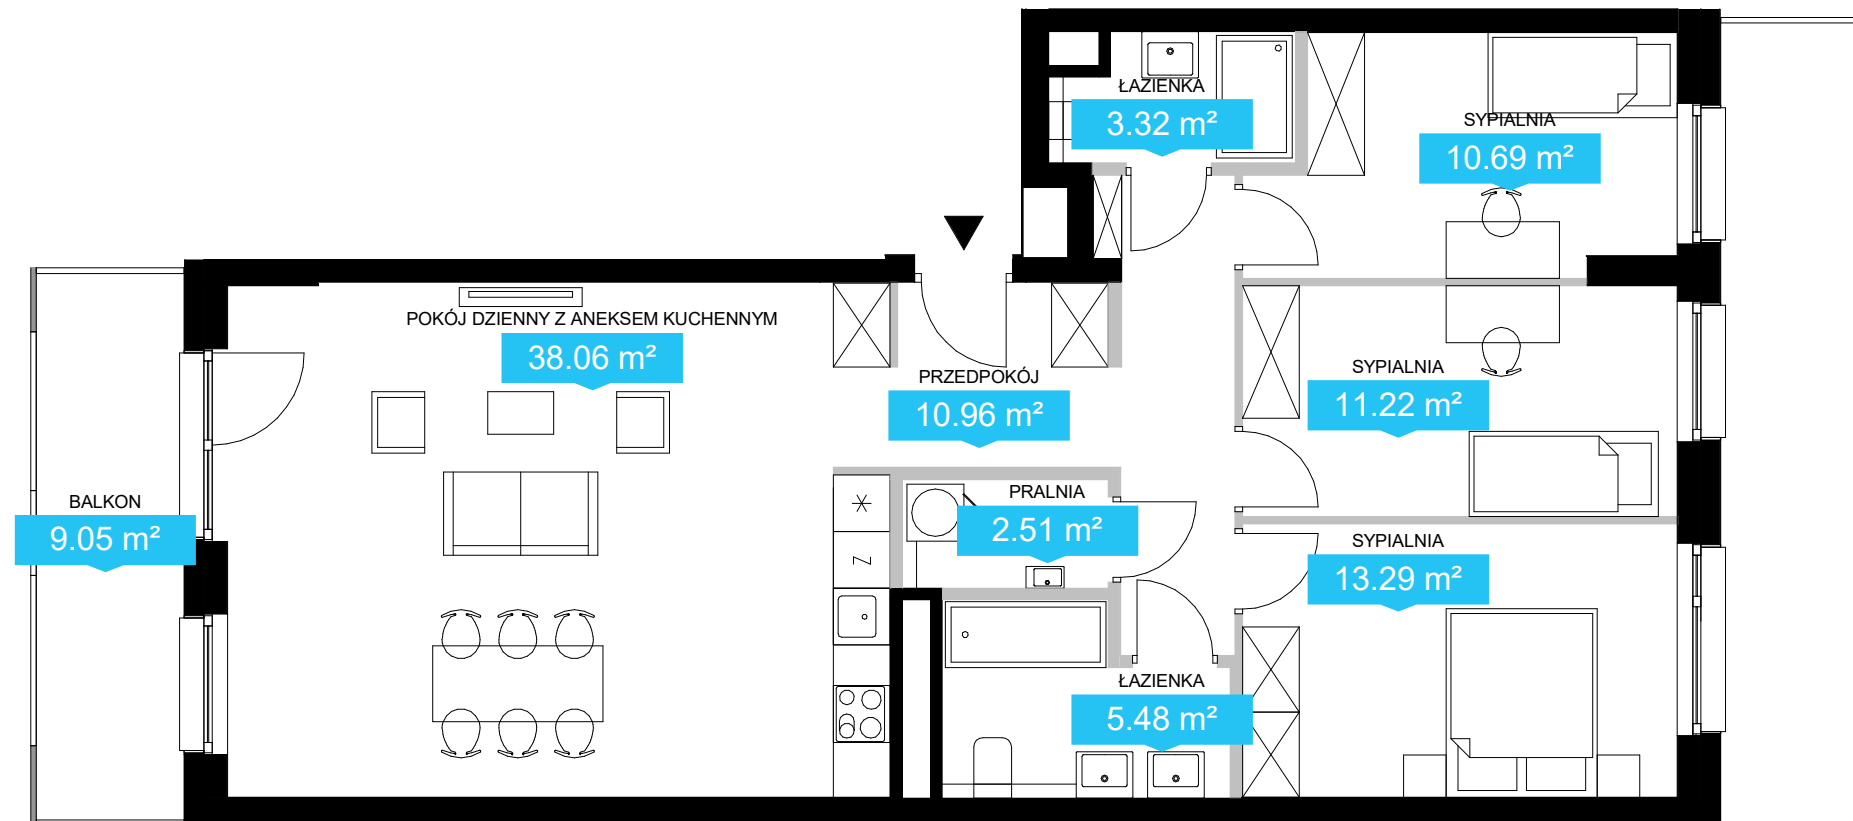 ŁAZIENKA
3.32 m²
SYPIALNIA
10.69 m²
POKÓJ DZIENNY Z ANEKSEM KUCHENNYM
38.06 m²
PRZEDPOKÓJ
10.96 m²
SYPIALNIA
11.22 m²
BALKON
9.05 m²
PRALNIA
2.51 m²
SYPIALNIA
13.29 m²
ŁAZIENKA
5.48 m²